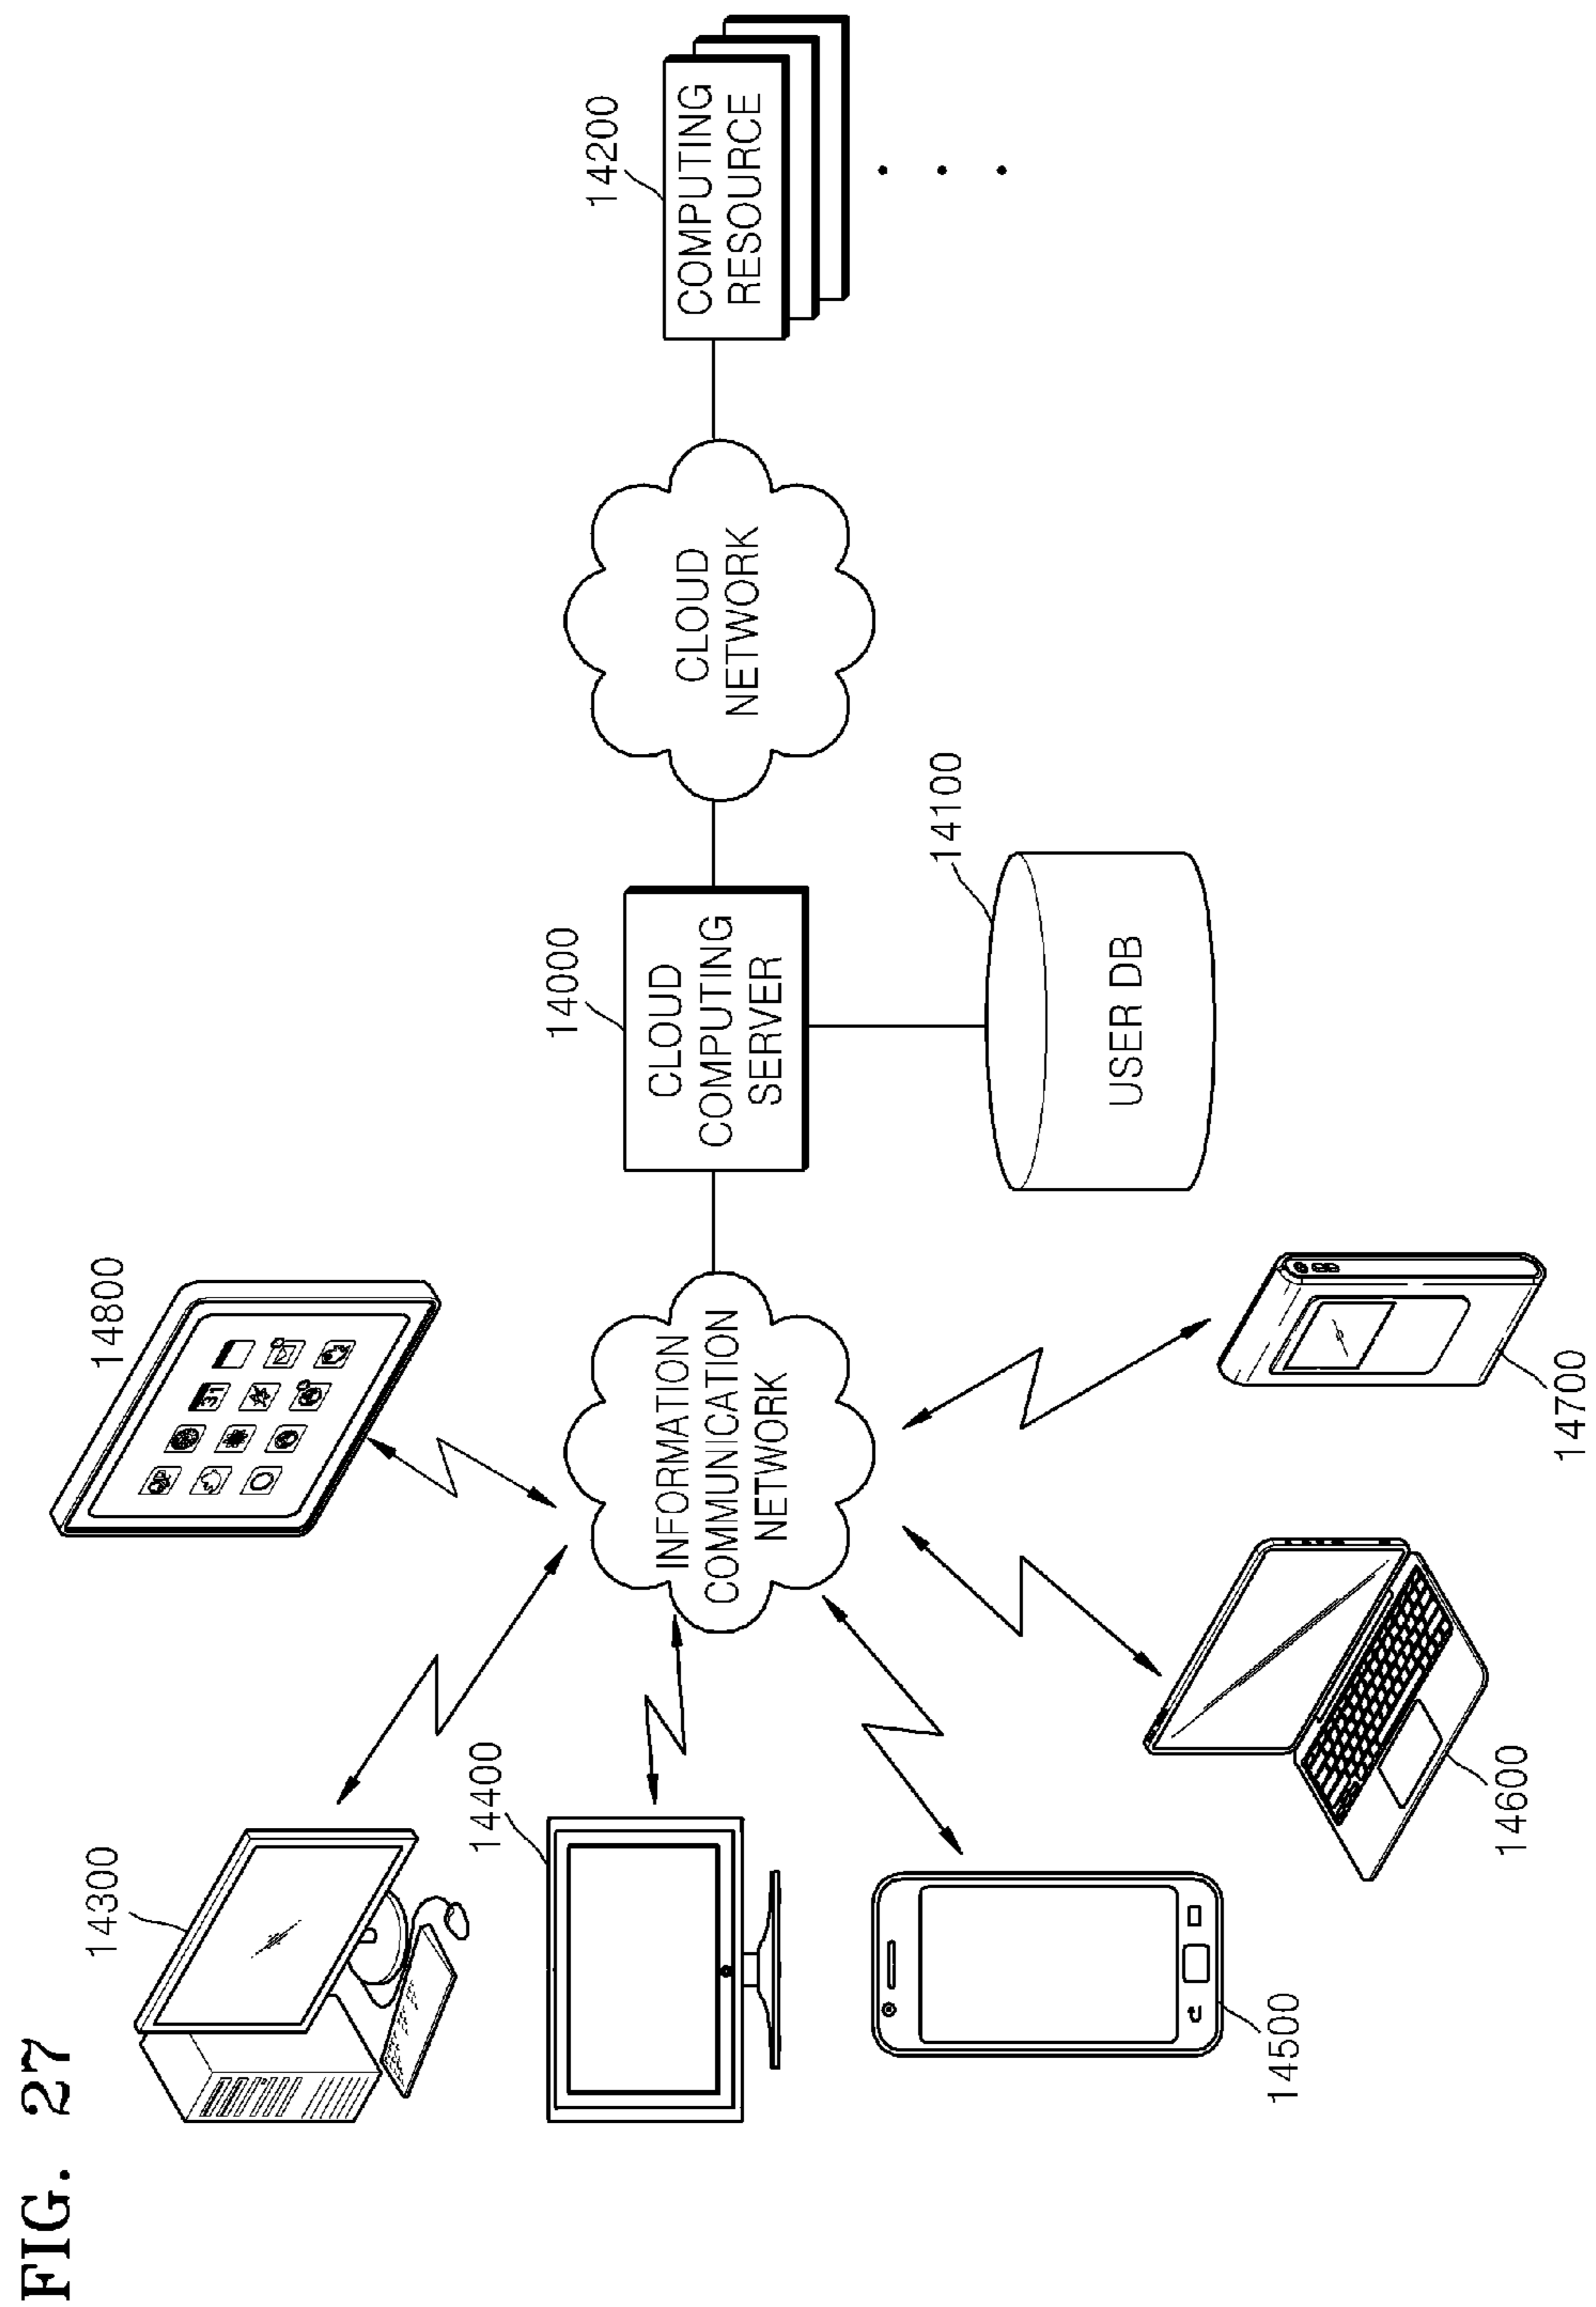 FIG. 27
14800
14300
31
14400
INFORMATION
COMMUNICATION
NETWORK
14500
14600
14700
14000
CLOUD
COMPUTING
SERVER
14100
USER DB
CLOUD
NETWORK
14200
COMPUTING
RESOURCE